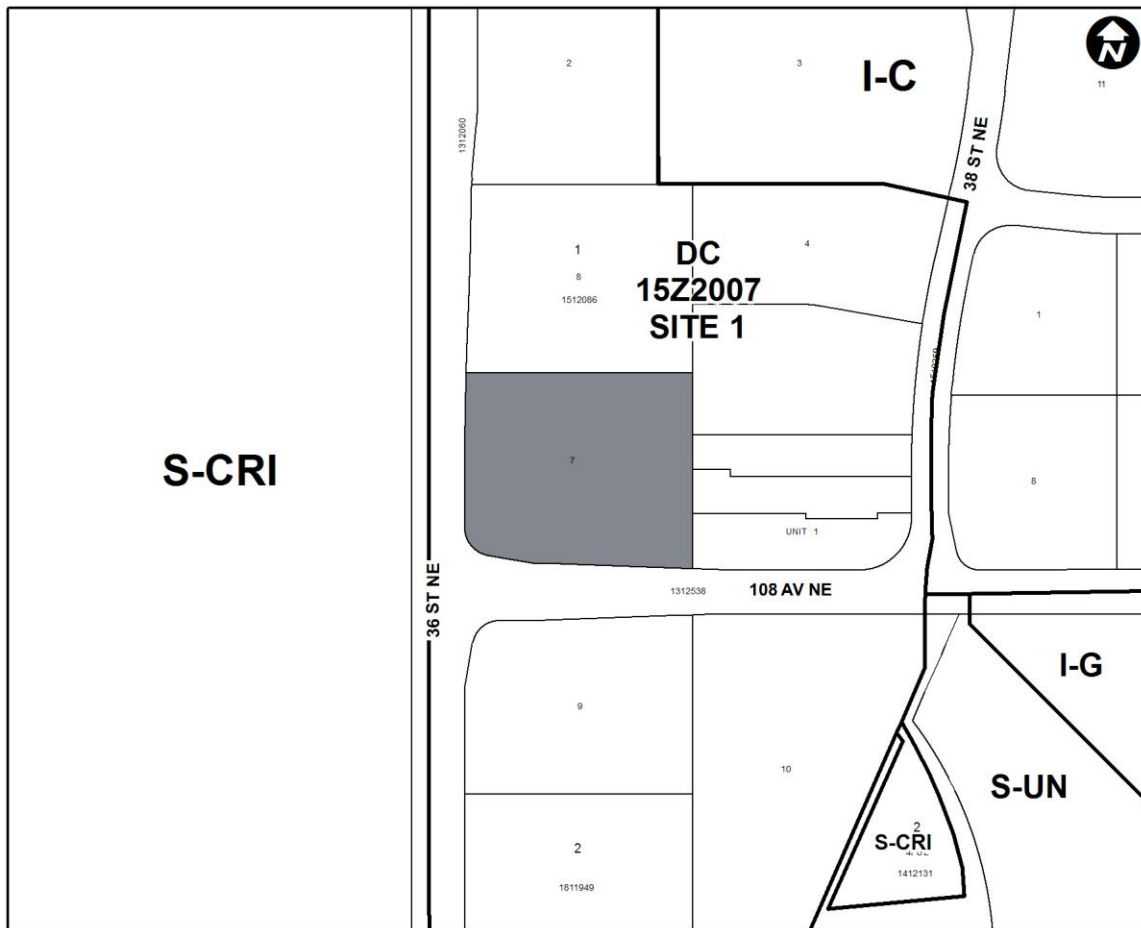 N
2
3
I-C
11
1312060
38 ST NE
1
8
1512086
DC
15Z2007
SITE 1
4
1
S-CRI
7
8
UNIT 1
36 ST NE
1312538
108 AV NE
I-G
9
10
S-UN
2
1811949
2
S-CRI
1412131